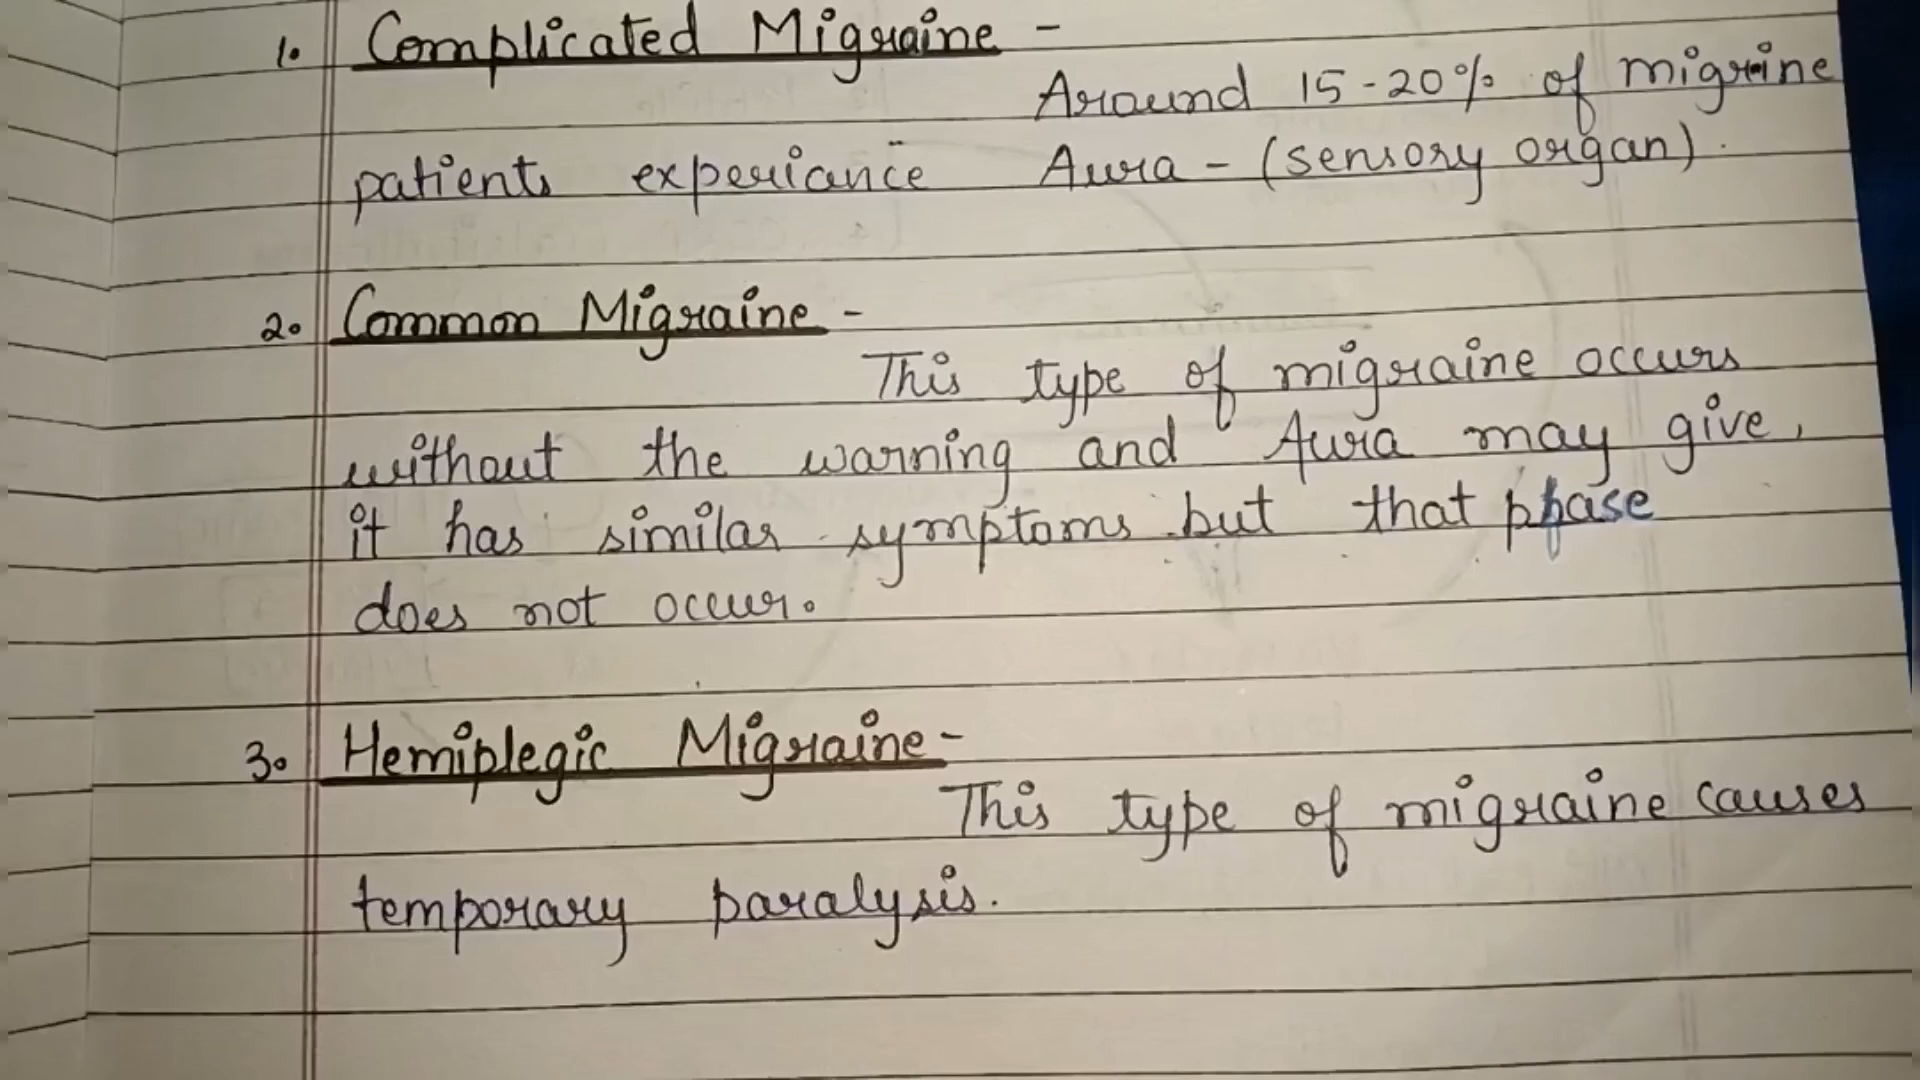 1. Complicated Migraine -
Around 15-20% of migrine
patients experiance Aura - (sensory organ).
2. Common Migraine -
This type of migraine occurs
without the warning and Aura may give,
it has similar symptoms but that phase
does not occur.
3. Hemiplegic Migraine -
This type of migraine causes
temporary paralysis.